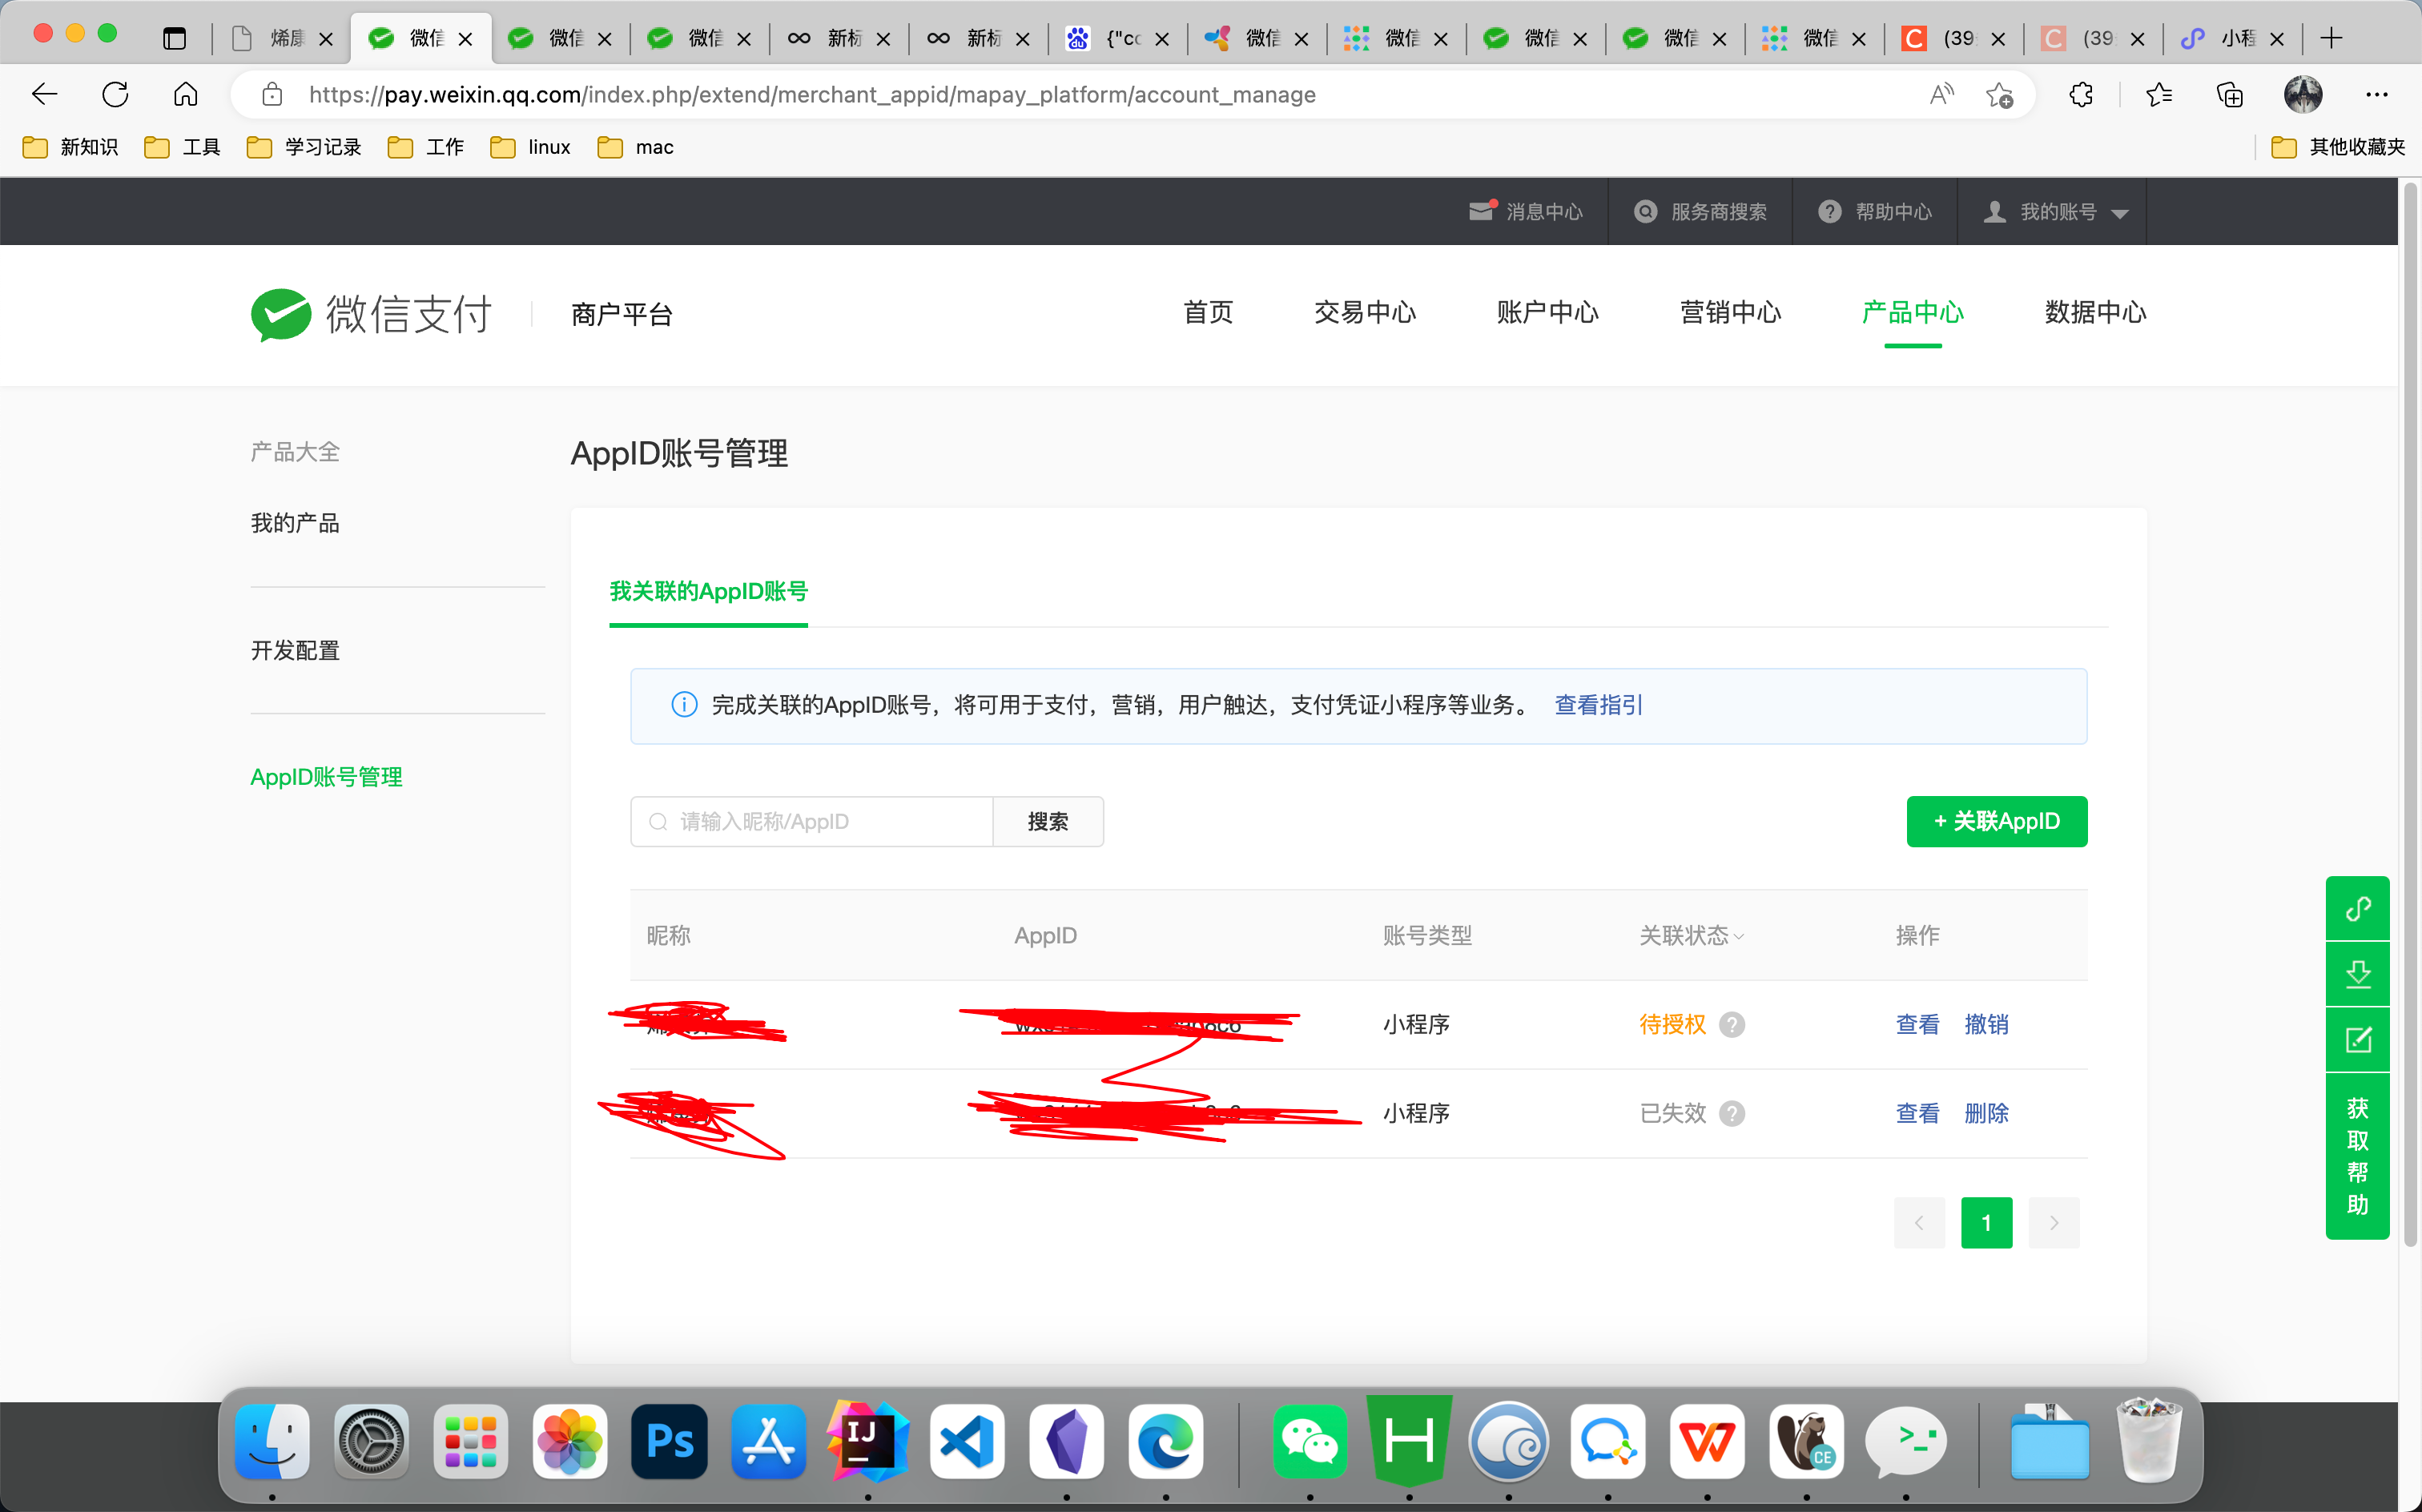 烯康
微信
微信
微信
新标
新标
{"cc
微信
微信
微信
微信
微信
(39
(39
小程
https://pay.weixin.qq.com/index.php/extend/merchant_appid/mapay_platform/account_manage
新知识 工具 学习记录 工作 linux mac 其他收藏夹
消息中心 服务商搜索 帮助中心 我的账号
微信支付 商户平台 首页 交易中心 账户中心 营销中心 产品中心 数据中心
产品大全
我的产品
开发配置
AppID账号管理
AppID账号管理
我关联的AppID账号
完成关联的AppID账号，将可用于支付，营销，用户触达，支付凭证小程序等业务。 查看指引
请输入昵称/AppID 搜索 + 关联AppID
昵称 AppID 账号类型 关联状态 操作
小程序 待授权 ? 查看 撤销
小程序 已失效 ? 查看 删除
1
获
取
帮
助
Ps
IJ
CE